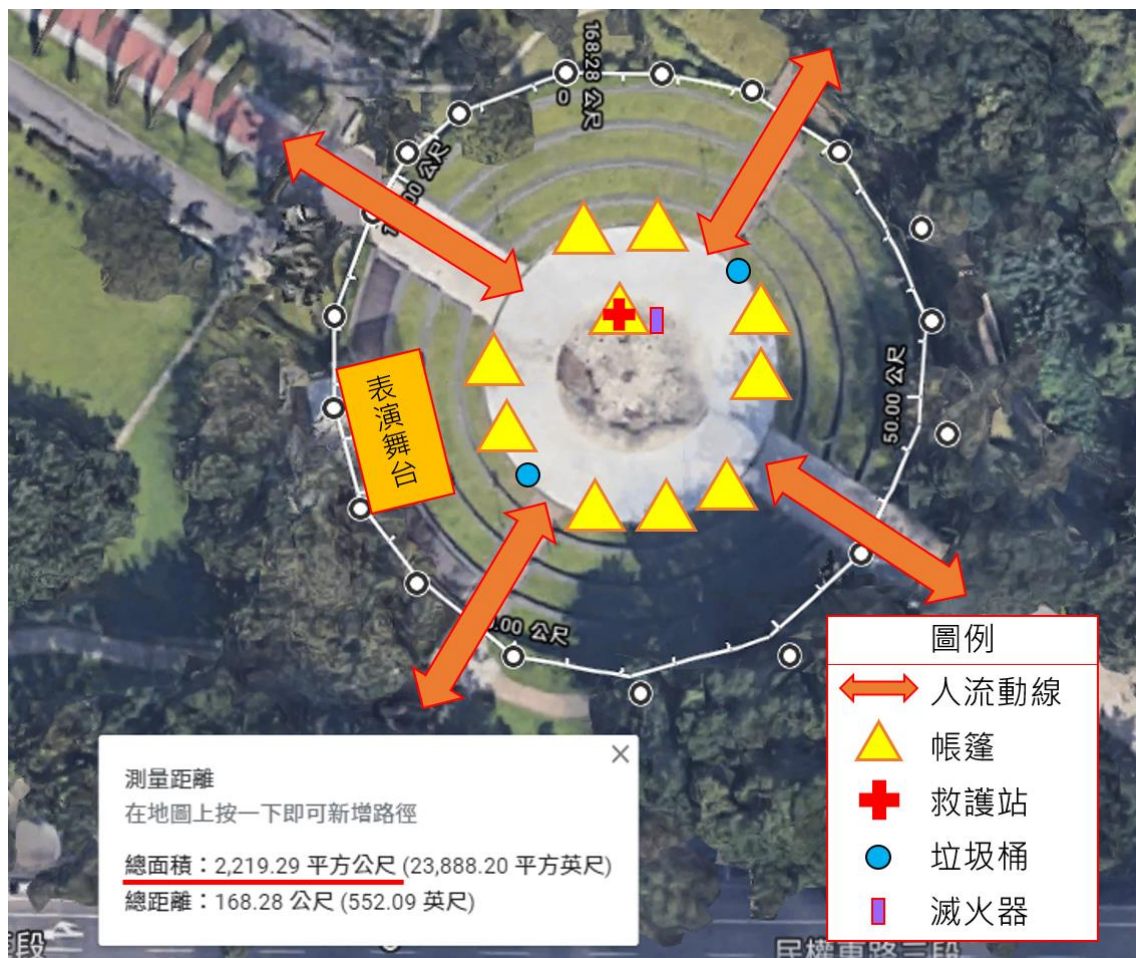 168.28 公尺
0
公尺
50.00 公尺
表演舞台
.00 公尺
圖例
人流動線
帳篷
救護站
垃圾桶
滅火器
測量距離
在地圖上按一下即可新增路徑
總面積：2,219.29 平方公尺 (23,888.20 平方英尺)
總距離：168.28 公尺 (552.09 英尺)
段
民權東路三段